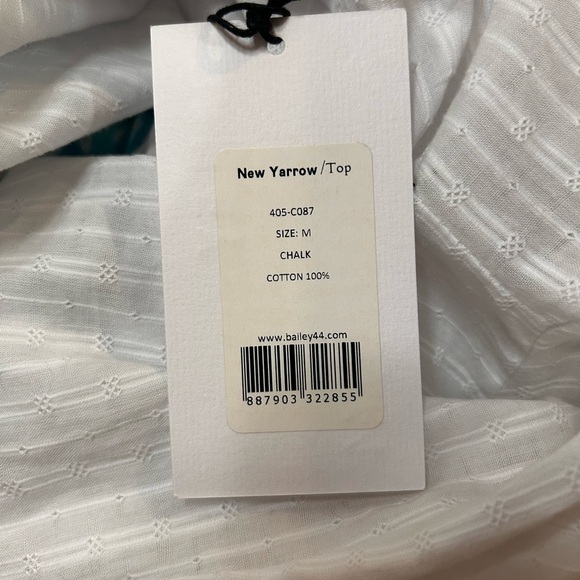 New Yarrow /Top
405-C087
SIZE: M
CHALK
COTTON 100%
www.bailey44.com
887903 322855